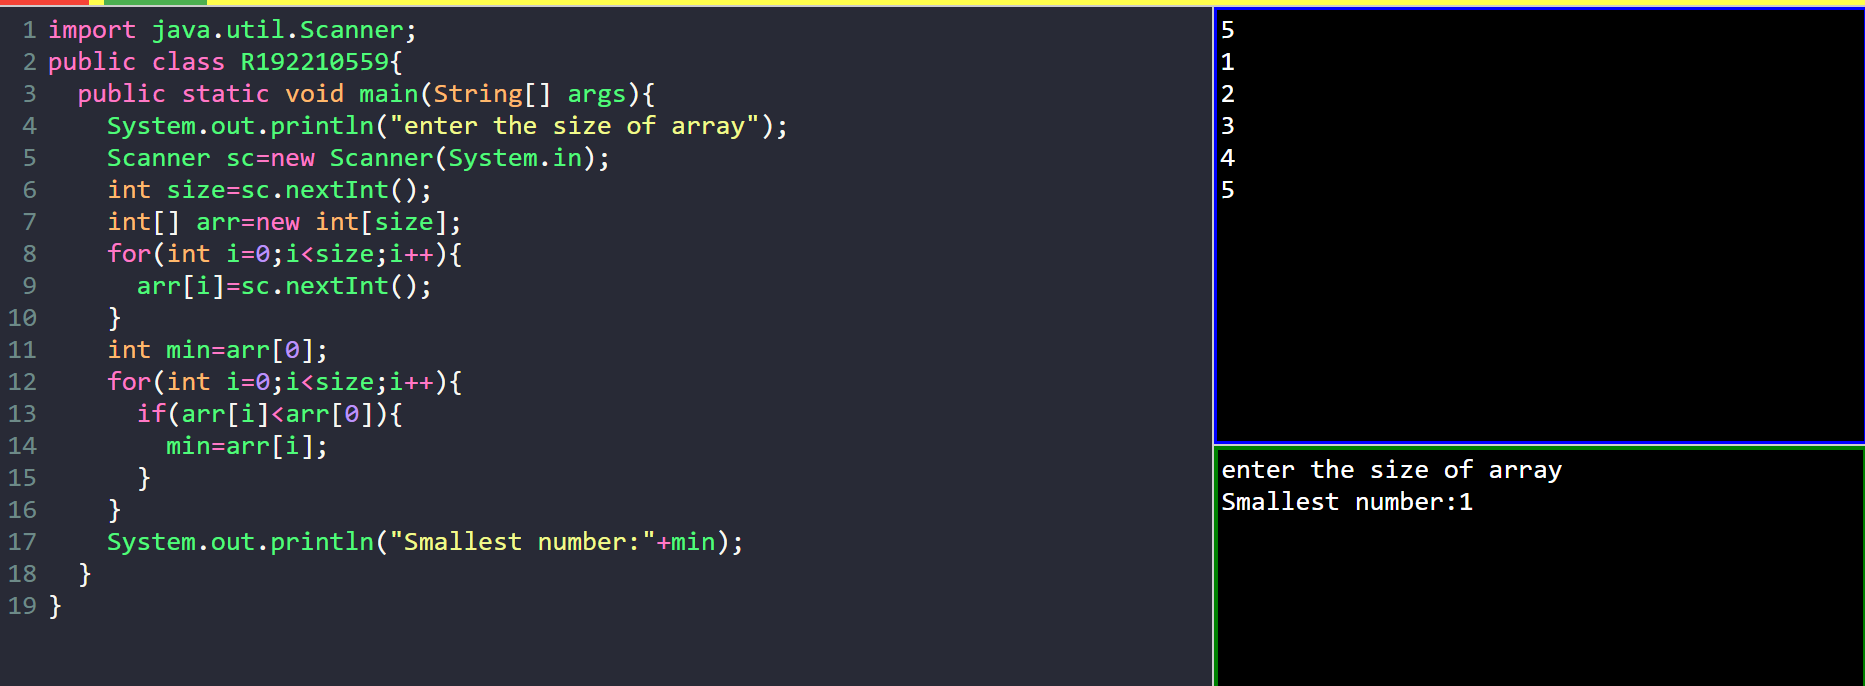 1 import java.util.Scanner;
2 public class R192210559{
3   public static void main(String[] args){
4     System.out.println("enter the size of array");
5     Scanner sc=new Scanner(System.in);
6     int size=sc.nextInt();
7     int[] arr=new int[size];
8     for(int i=0;i<size;i++){
9       arr[i]=sc.nextInt();
10     }
11     int min=arr[0];
12     for(int i=0;i<size;i++){
13       if(arr[i]<arr[0]){
14         min=arr[i];
15       }
16     }
17     System.out.println("Smallest number:"+min);
18   }
19 }
5
1
2
3
4
5
enter the size of array
Smallest number:1